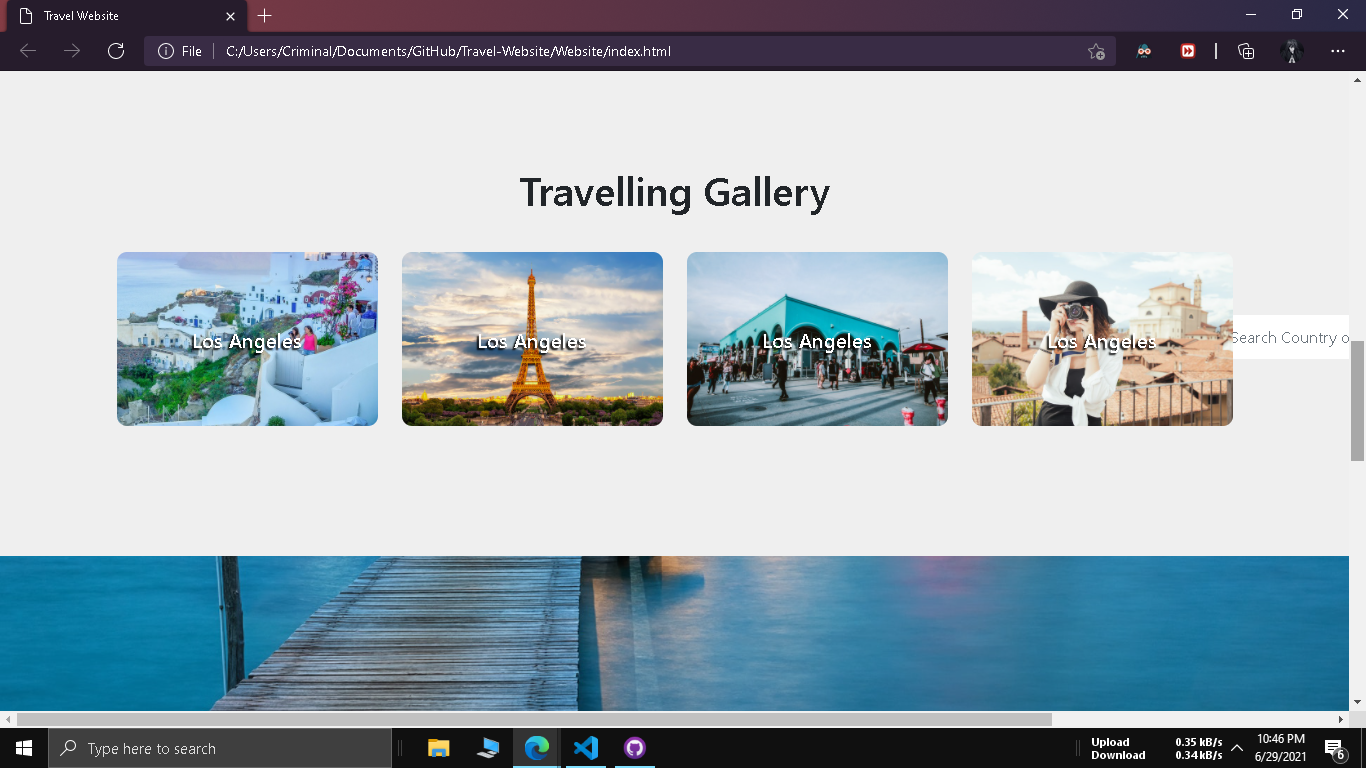 Travel Website
File
C:/Users/Criminal/Documents/GitHub/Travel-Website/Website/index.html
Travelling Gallery
Los Angeles
Los Angeles
Los Angeles
Los Angeles
Search Country o
Type here to search
Upload 0.35 kB/s
Download 0.34 kB/s
10:46 PM
6/29/2021
6